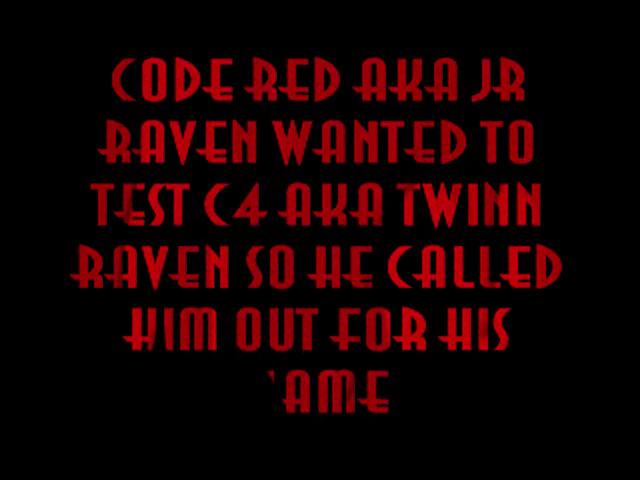 CODE RED AKA JR
RAVEN WANTED TO
TEST C4 AKA TWINN
RAVEN SO HE CALLED
HIM OUT FOR HIS